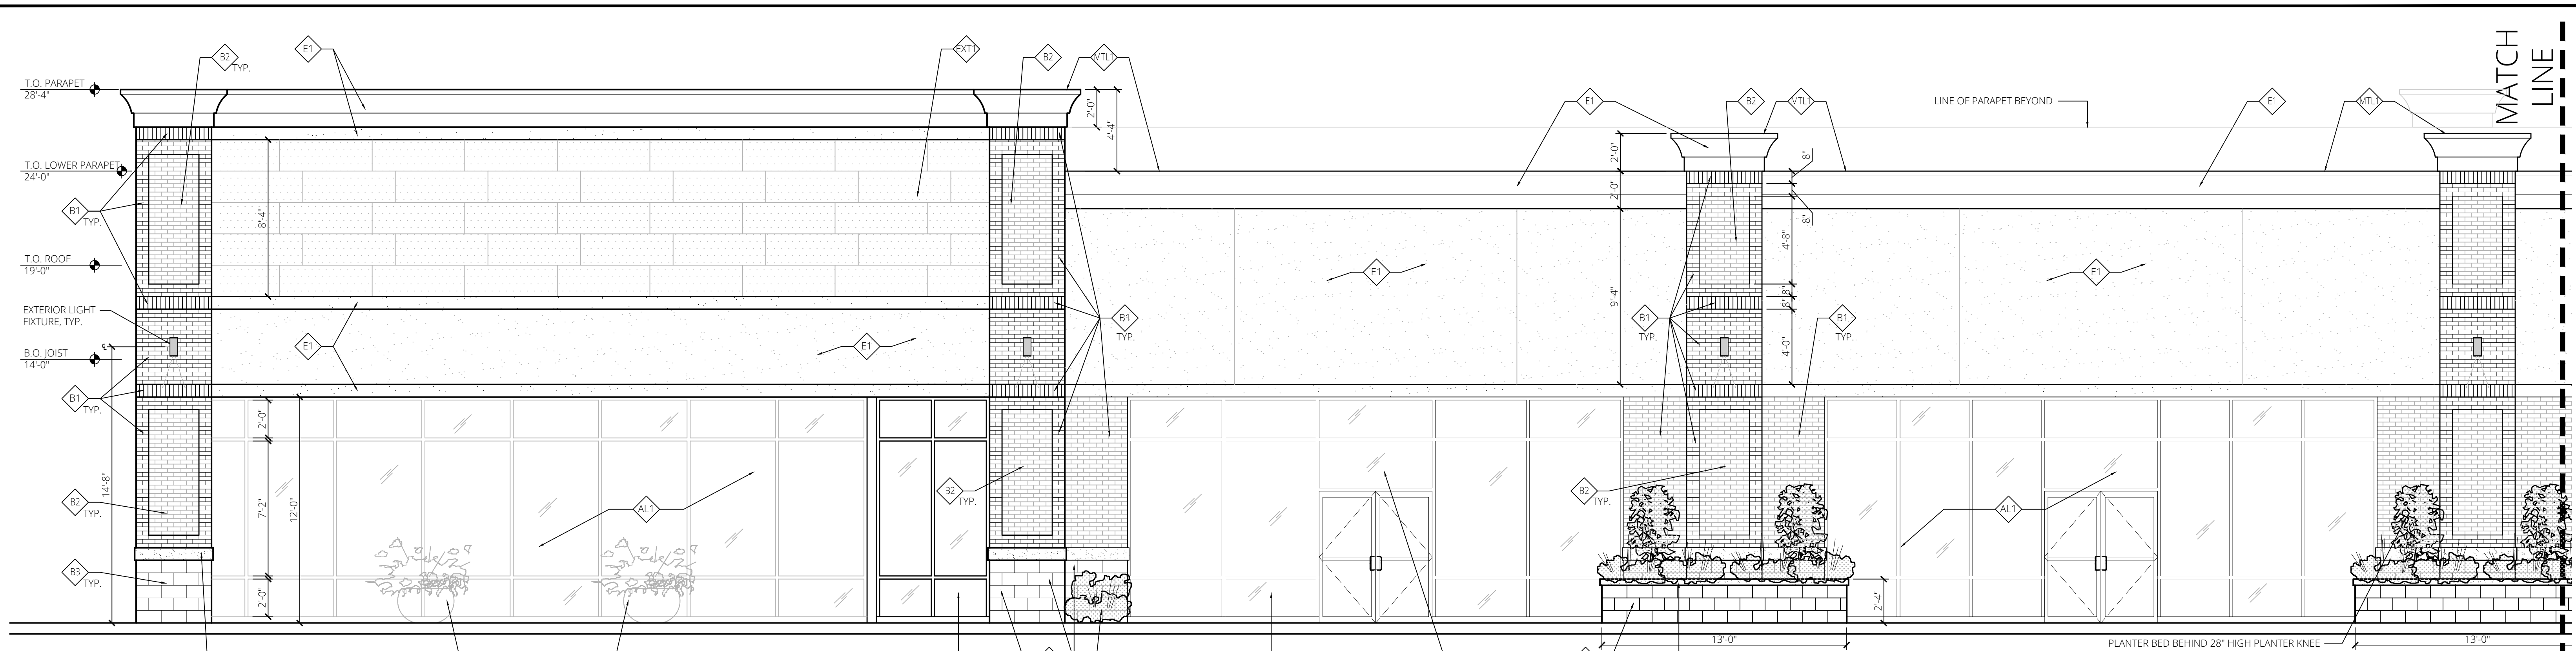 MATCH
LINE
B2
TYP.
E1
EXT1
B2
MTL1
T.O. PARAPET
28'-4"
2'-0"
4'-4"
E1
B2
MTL1
LINE OF PARAPET BEYOND
E1
MTL1
T.O. LOWER PARAPET
24'-0"
2'-0"
8"
2'-0"
8"
B1
TYP.
8'-4"
4'-8"
T.O. ROOF
19'-0"
E1
E1
9'-4"
8"
8"
EXTERIOR LIGHT
FIXTURE, TYP.
B1
TYP.
B1
TYP.
B1
TYP.
E1
E1
4'-0"
B.O. JOIST
14'-0"
B1
TYP.
2'-0"
14'-8"
B2
TYP.
7'-2"
12'-0"
AL1
B2
TYP.
B2
TYP.
AL1
B3
TYP.
2'-0"
2'-4"
13'-0"
PLANTER BED BEHIND 28" HIGH PLANTER KNEE
13'-0"